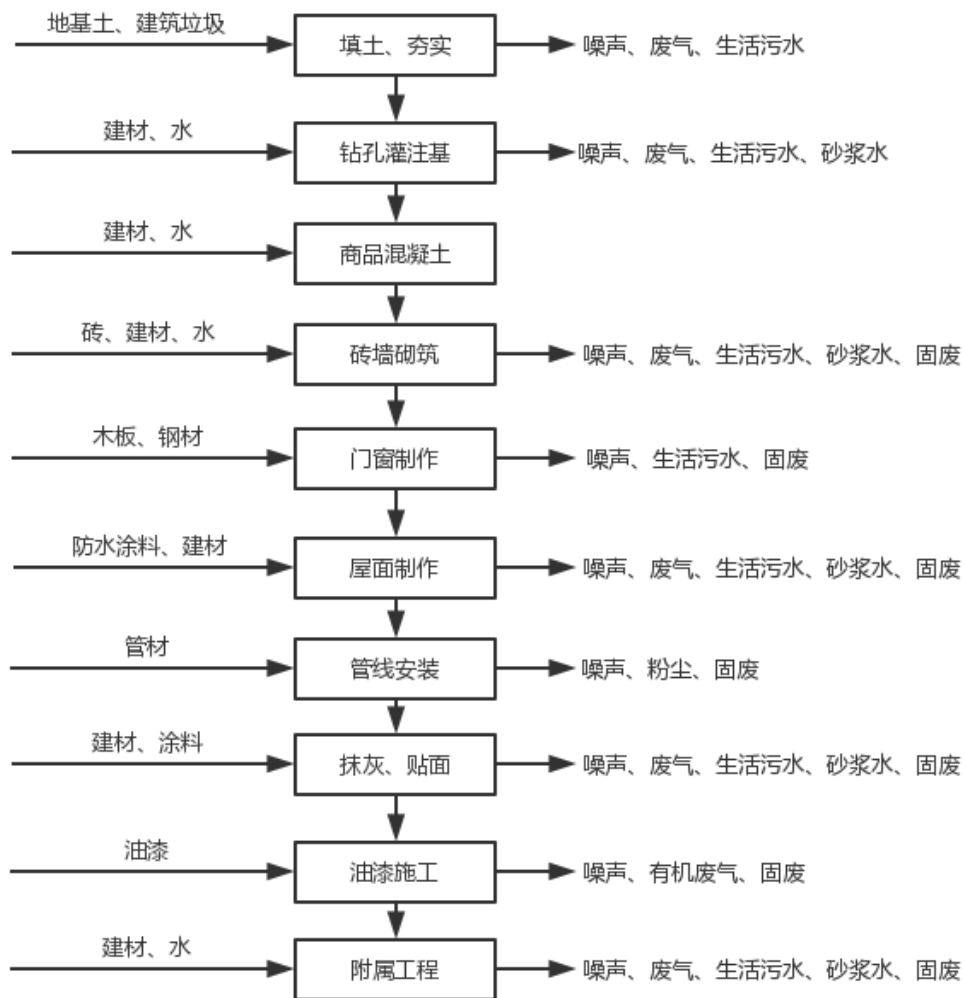 地基土、建筑垃圾
填土、夯实
噪声、废气、生活污水
建材、水
钻孔灌注基
噪声、废气、生活污水、砂浆水
建材、水
商品混凝土
砖、建材、水
砖墙砌筑
噪声、废气、生活污水、砂浆水、固废
木板、钢材
门窗制作
噪声、生活污水、固废
防水涂料、建材
屋面制作
噪声、废气、生活污水、砂浆水、固废
管材
管线安装
噪声、粉尘、固废
建材、涂料
抹灰、贴面
噪声、废气、生活污水、砂浆水、固废
油漆
油漆施工
噪声、有机废气、固废
建材、水
附属工程
噪声、废气、生活污水、砂浆水、固废